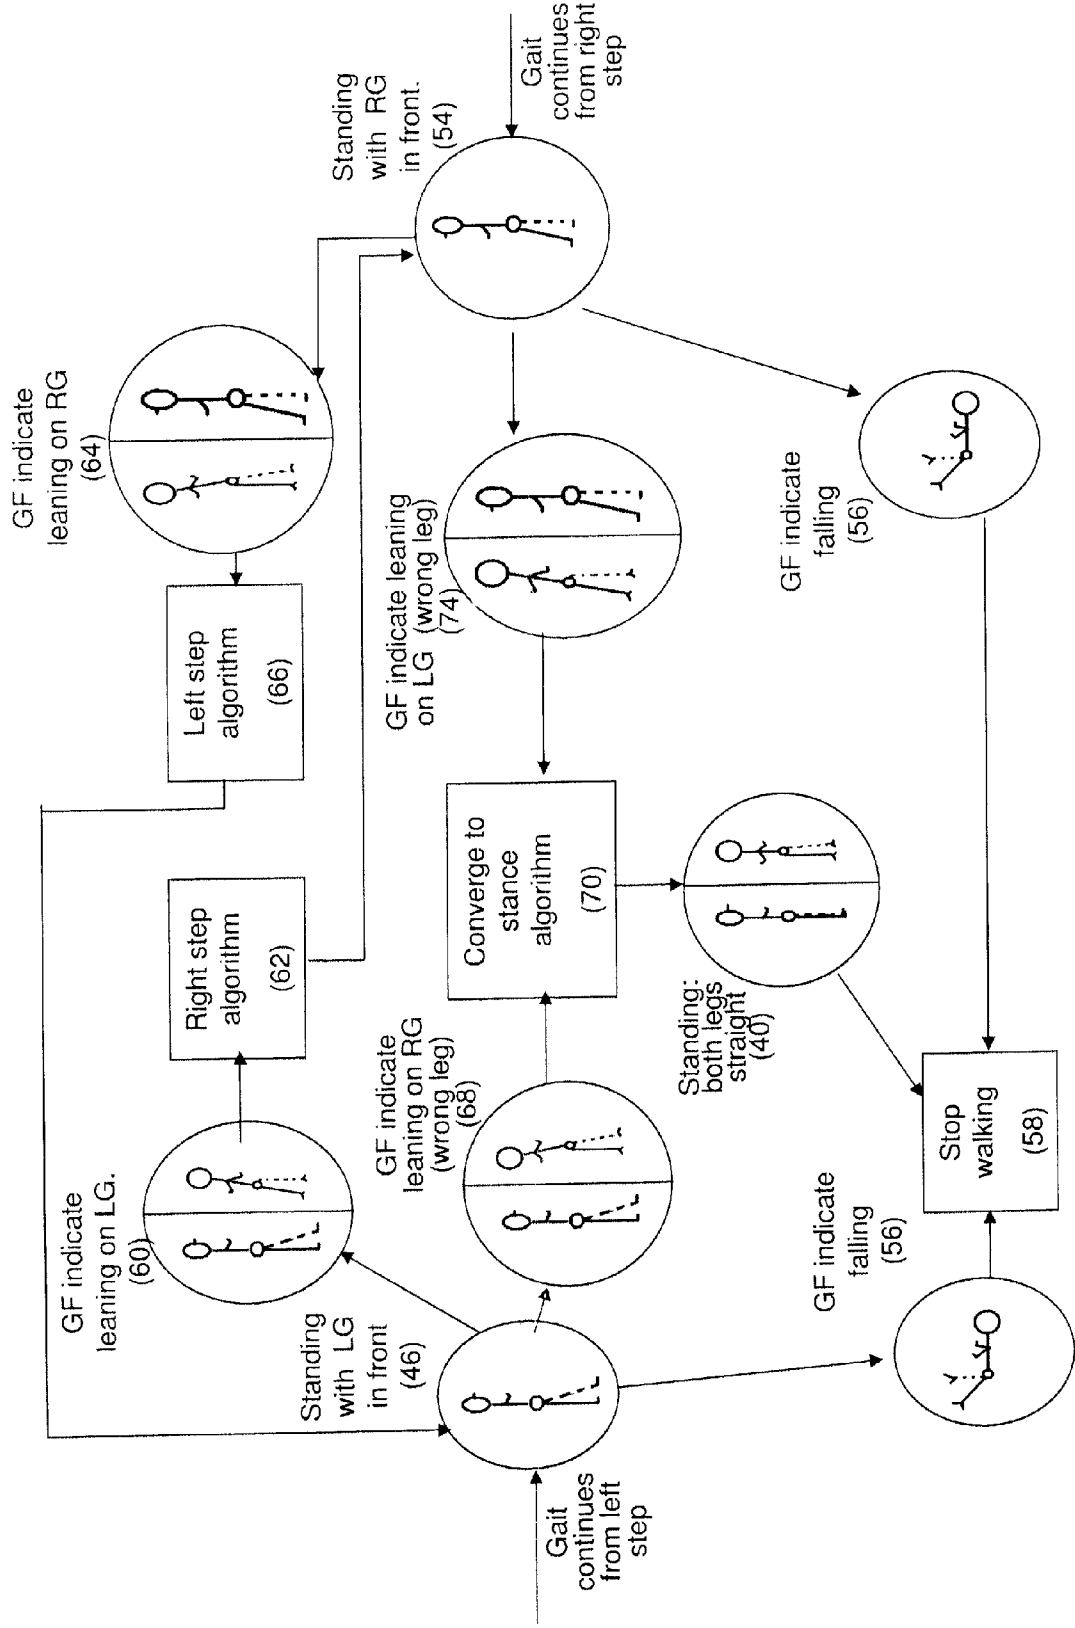 GF indicate
leaning on LG.
(60)
Right step
algorithm
(62)
Left step
algorithm
(66)
GF indicate
leaning on RG
(64)
Standing
with LG
in front
(46)
GF indicate
leaning on RG
(wrong leg)
(68)
Converge to
stance
algorithm
(70)
GF indicate leaning
on LG (wrong leg)
(74)
Standing
with RG
in front.
(54)
Gait
continues
from left
step
Gait
continues
from right
step
Standing:
both legs
straight
(40)
GF indicate
falling
(56)
Stop
walking
(58)
GF indicate
falling
(56)